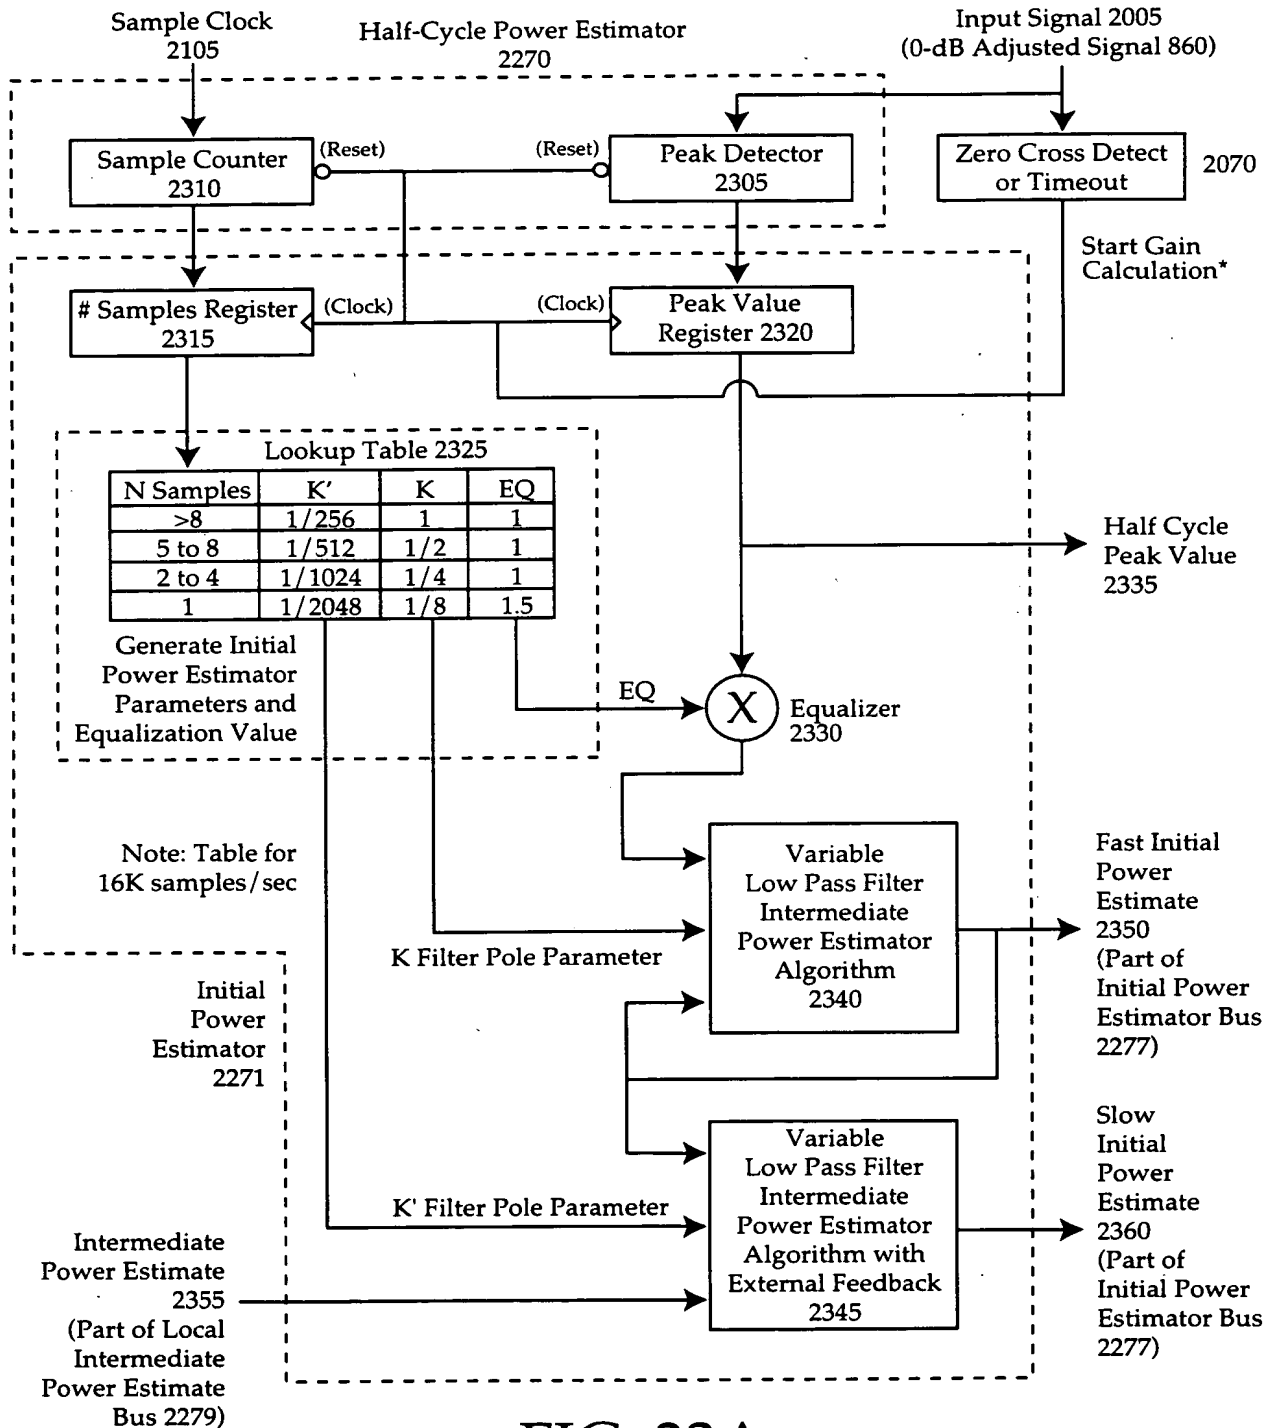 Sample Clock
2105
Half-Cycle Power Estimator
2270
Input Signal 2005
(0-dB Adjusted Signal 860)
Sample Counter
2310
(Reset)
(Reset)
Peak Detector
2305
Zero Cross Detect
or Timeout
2070
Start Gain
Calculation*
# Samples Register
2315
(Clock)
(Clock)
Peak Value
Register 2320
Lookup Table 2325
N Samples K′ K EQ
>8 1/256 1 1
5 to 8 1/512 1/2 1
2 to 4 1/1024 1/4 1
1 1/2048 1/8 1.5
Generate Initial
Power Estimator
Parameters and
Equalization Value
Half Cycle
Peak Value
2335
EQ
X
Equalizer
2330
Note: Table for
16K samples/sec
Variable
Low Pass Filter
Intermediate
Power Estimator
Algorithm
2340
K Filter Pole Parameter
Fast Initial
Power
Estimate
2350
(Part of
Initial Power
Estimator Bus
2277)
Initial
Power
Estimator
2271
Variable
Low Pass Filter
Intermediate
Power Estimator
Algorithm with
External Feedback
2345
K' Filter Pole Parameter
Slow
Initial
Power
Estimate
2360
(Part of
Initial Power
Estimator Bus
2277)
Intermediate
Power Estimate
2355
(Part of Local
Intermediate
Power Estimate
Bus 2279)